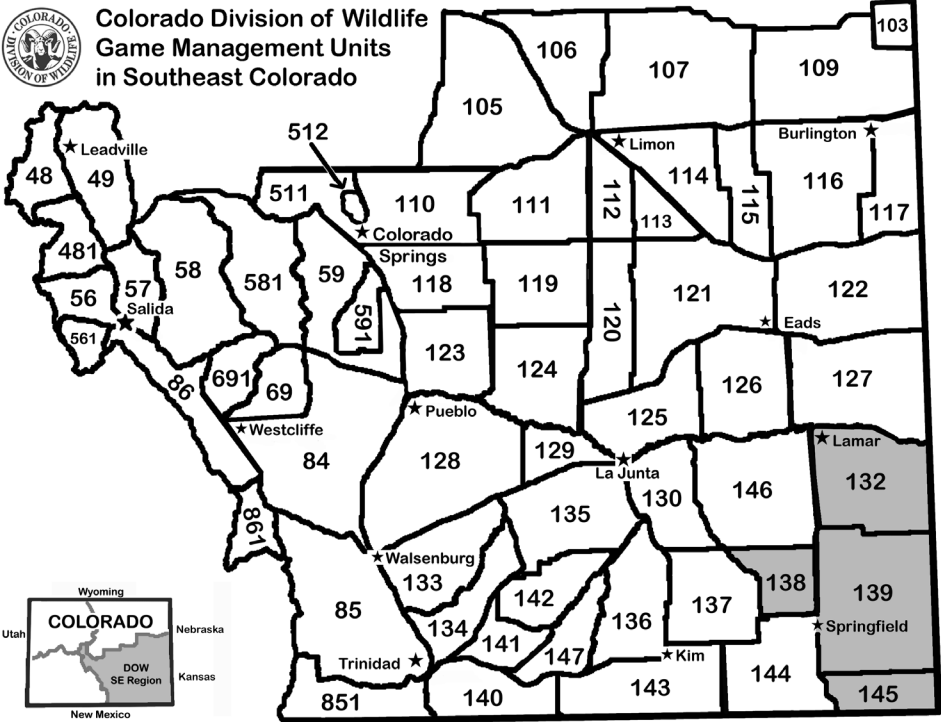 Colorado Division of Wildlife
Game Management Units
in Southeast Colorado
COLORADO
DIVISION OF WILDLIFE
103
106
107
109
105
512
Burlington
Limon
Leadville
48
49
511
110
111
112
114
115
116
117
113
Colorado
Springs
481
57
58
581
59
118
119
120
121
122
56
Salida
591
561
Eads
123
124
126
127
86
691
69
125
Pueblo
Westcliffe
84
128
129
La Junta
130
146
Lamar
132
861
135
Walsenburg
133
142
138
139
85
134
141
147
136
137
Springfield
Trinidad
Kim
851
140
143
144
145
Wyoming
COLORADO
Utah
Nebraska
DOW
SE Region
Kansas
New Mexico